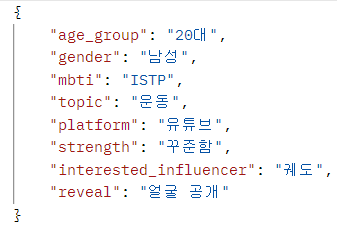 {
"age_group": "20대",
"gender": "남성",
"mbti": "ISTP",
"topic": "운동",
"platform": "유튜브",
"strength": "꾸준함",
"interested_influencer": "궤도",
"reveal": "얼굴 공개"
}